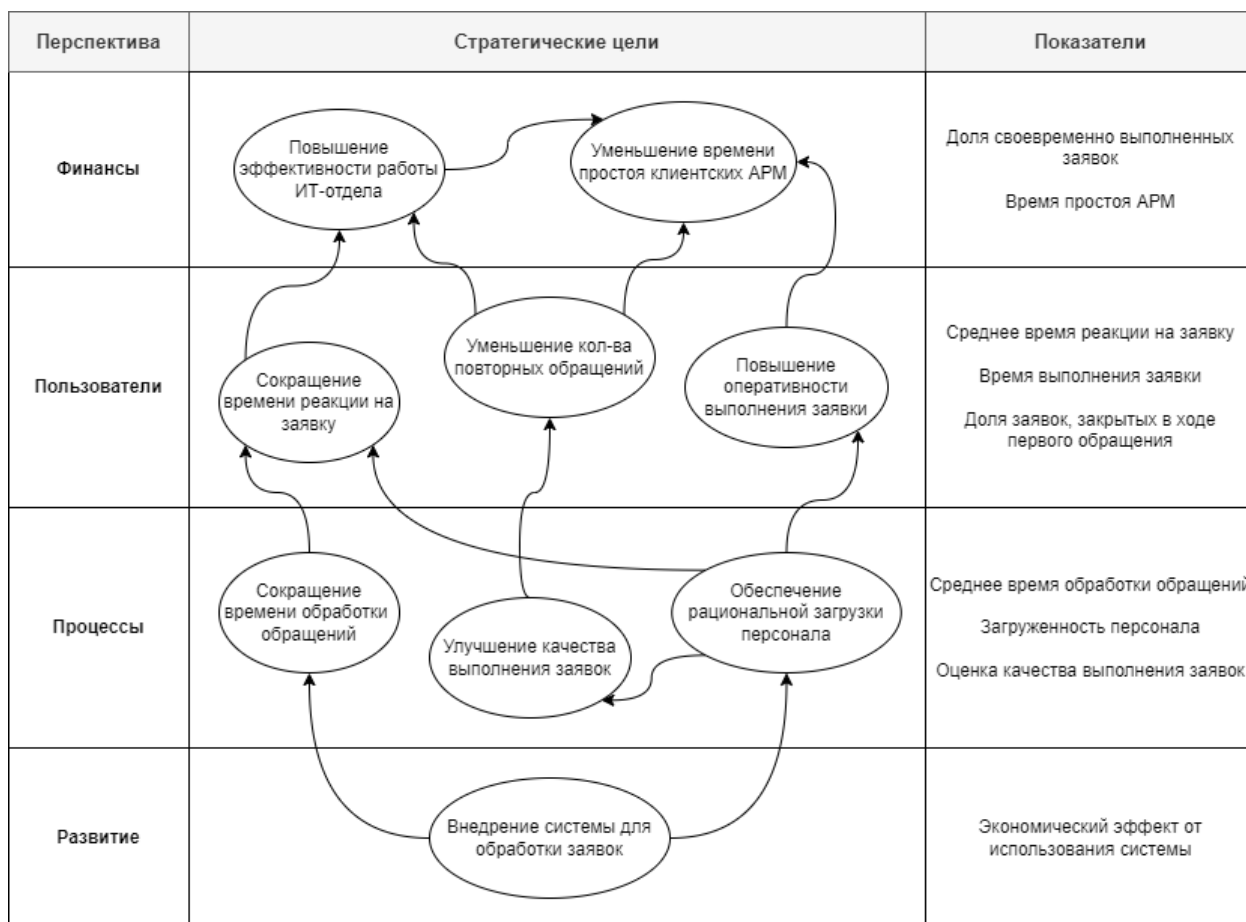 Перспектива
Стратегические цели
Показатели
Финансы
Повышение
эффективности работы
ИТ-отдела
Уменьшение времени
простоя клиентских АРМ
Доля своевременно выполненных
заявок
Время простоя АРМ
Пользователи
Сокращение
времени реакции на
заявку
Уменьшение кол-ва
повторных обращений
Повышение
оперативности
выполнения заявки
Среднее время реакции на заявку
Время выполнения заявки
Доля заявок, закрытых в ходе
первого обращения
Процессы
Сокращение
времени обработки
обращений
Улучшение качества
выполнения заявок
Обеспечение
рациональной загрузки
персонала
Среднее время обработки обращений
Загруженность персонала
Оценка качества выполнения заявок
Развитие
Внедрение системы для
обработки заявок
Экономический эффект от
использования системы